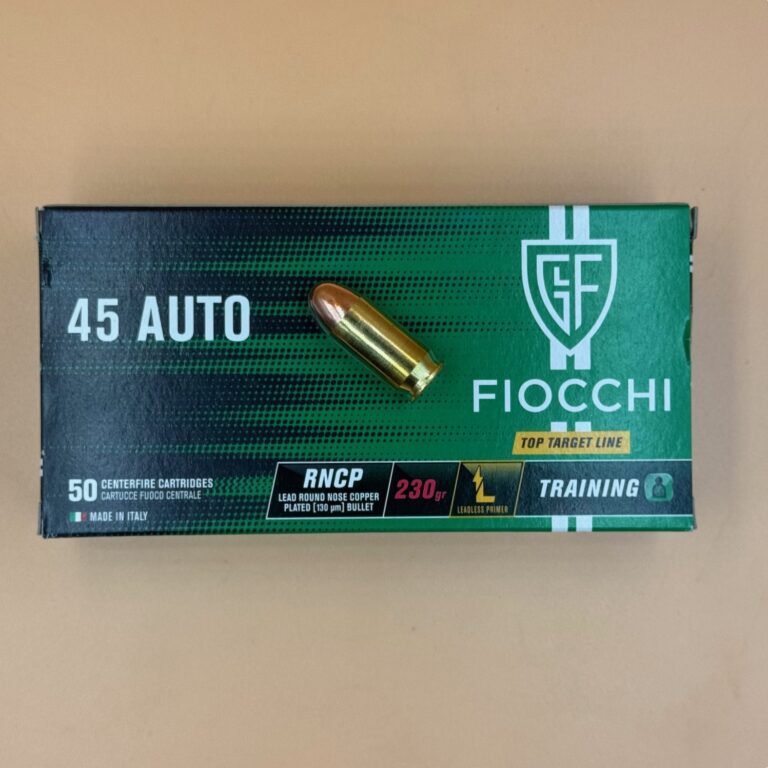 45 AUTO
GF
FIOCCHI
TOP TARGET LINE
50 CENTERFIRE CARTRIDGES
CARTUCCE FUOCO CENTRALE
MADE IN ITALY
RNCP
LEAD ROUND NOSE COPPER
PLATED [130 µm] BULLET
230gr
L
LEADLESS PRIMER
TRAINING